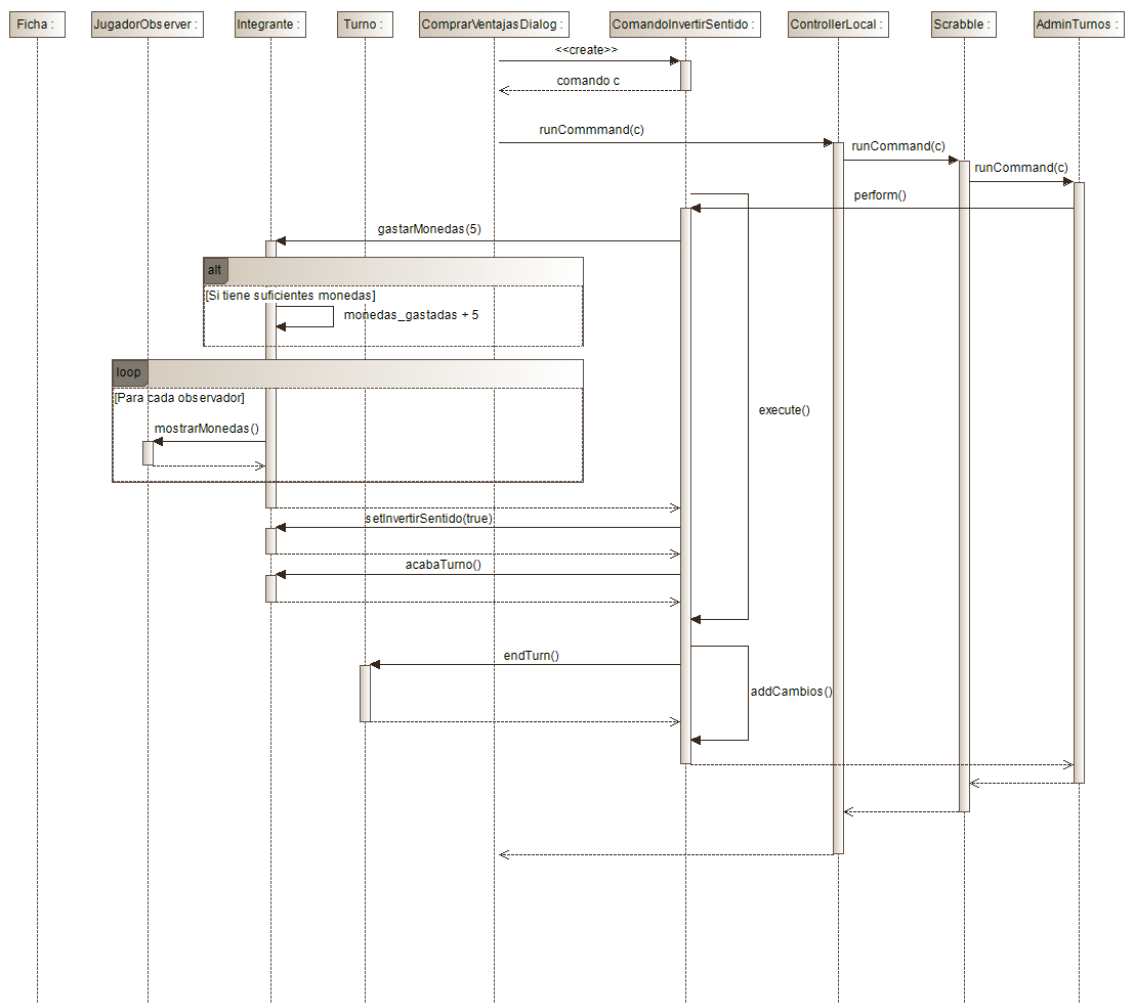 Ficha :
JugadorObserver :
Integrante :
Turno :
ComprarVentajasDialog :
ComandoInvertirSentido :
ControllerLocal :
Scrabble :
AdminTurnos :
<<create>>
comando c
runCommmand(c)
runCommand(c)
runCommand(c)
perform()
gastarMonedas(5)
alt
[Si tiene suficientes monedas]
monedas_gastadas + 5
loop
[Para cada observador]
execute()
mostrarMonedas()
setInvertirSentido(true)
acabaTurno()
endTurn()
addCambios()